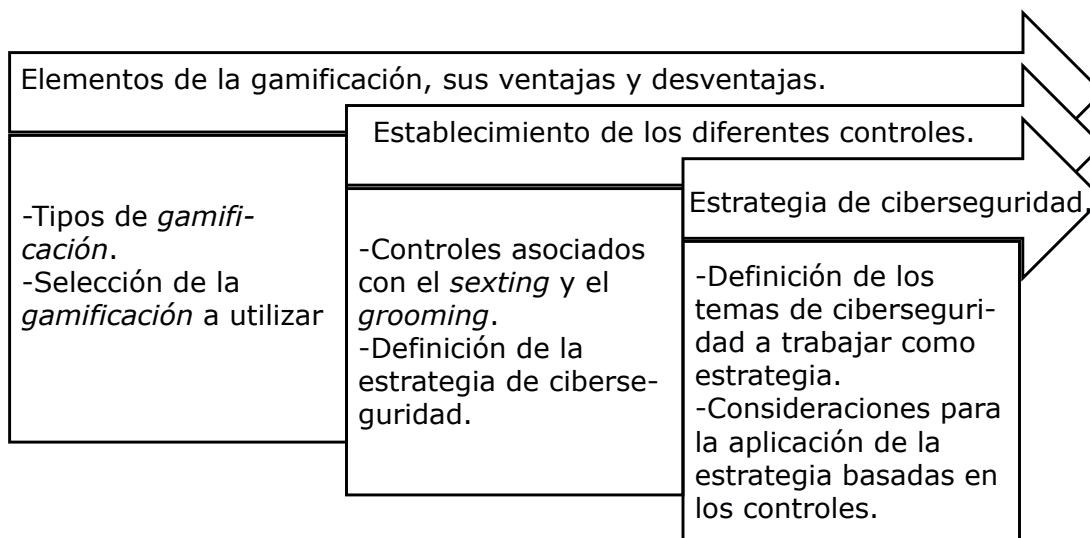 Elementos de la gamificación, sus ventajas y desventajas.
-Tipos de gamifi-
cación.
-Selección de la
gamificación a utilizar
Establecimiento de los diferentes controles.
-Controles asociados
con el sexting y el
grooming.
-Definición de la
estrategia de ciberse-
guridad.
Estrategia de ciberseguridad.
-Definición de los
temas de ciberseguri-
dad a trabajar como
estrategia.
-Consideraciones para
la aplicación de la
estrategia basadas en
los controles.